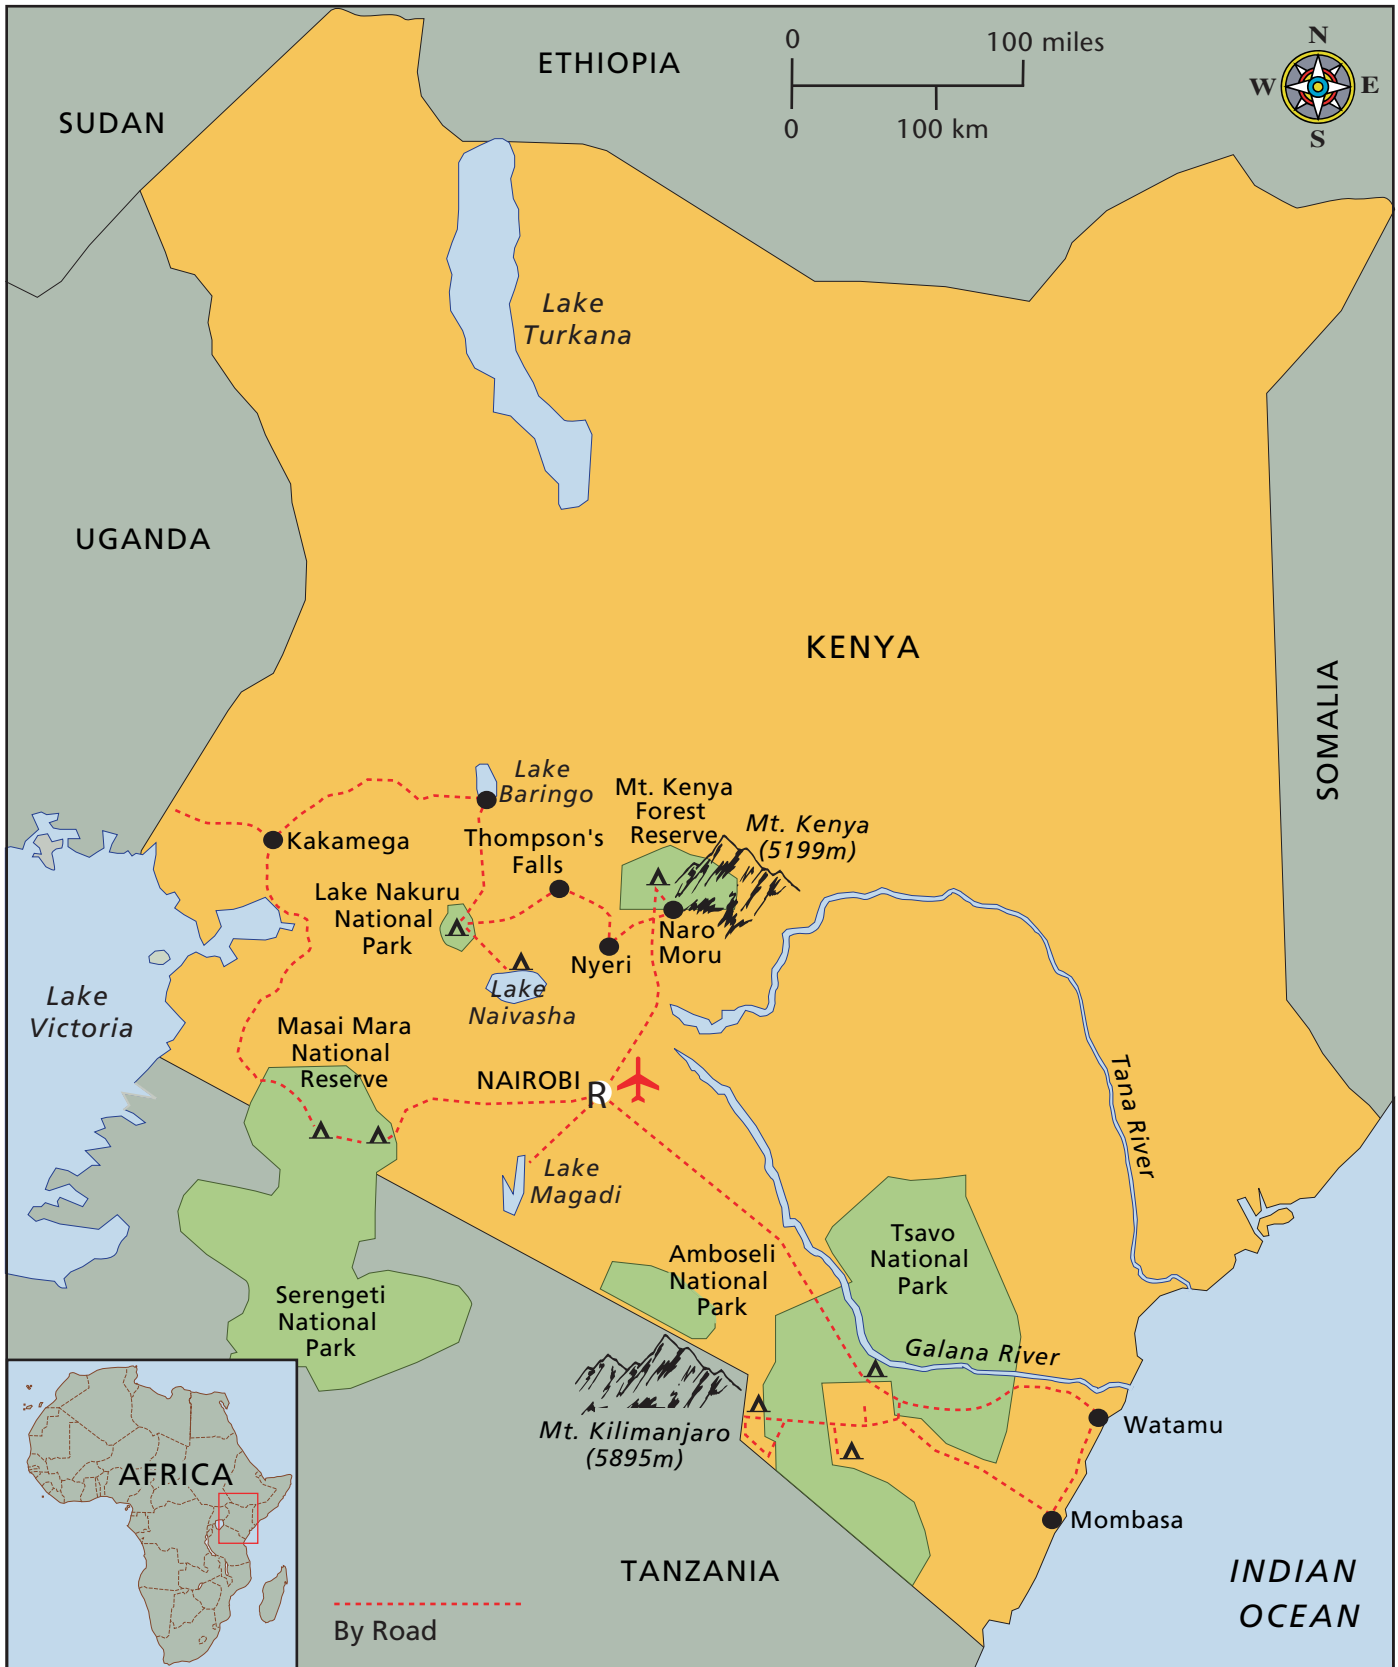 0
100 miles
0
100 km
N
W
E
S
ETHIOPIA
SUDAN
Lake
Turkana
UGANDA
KENYA
SOMALIA
Lake
Baringo
Mt. Kenya
Forest
Reserve
Mt. Kenya
(5199m)
Kakamega
Thompson's
Falls
Lake Nakuru
National
Park
Naro
Moru
Nyeri
Lake
Naivasha
Lake
Victoria
Masai Mara
National
Reserve
NAIROBI
R
Tana River
Lake
Magadi
Tsavo
National
Park
Amboseli
National
Park
Serengeti
National
Park
Galana River
Mt. Kilimanjaro
(5895m)
Watamu
Mombasa
AFRICA
TANZANIA
INDIAN
OCEAN
By Road